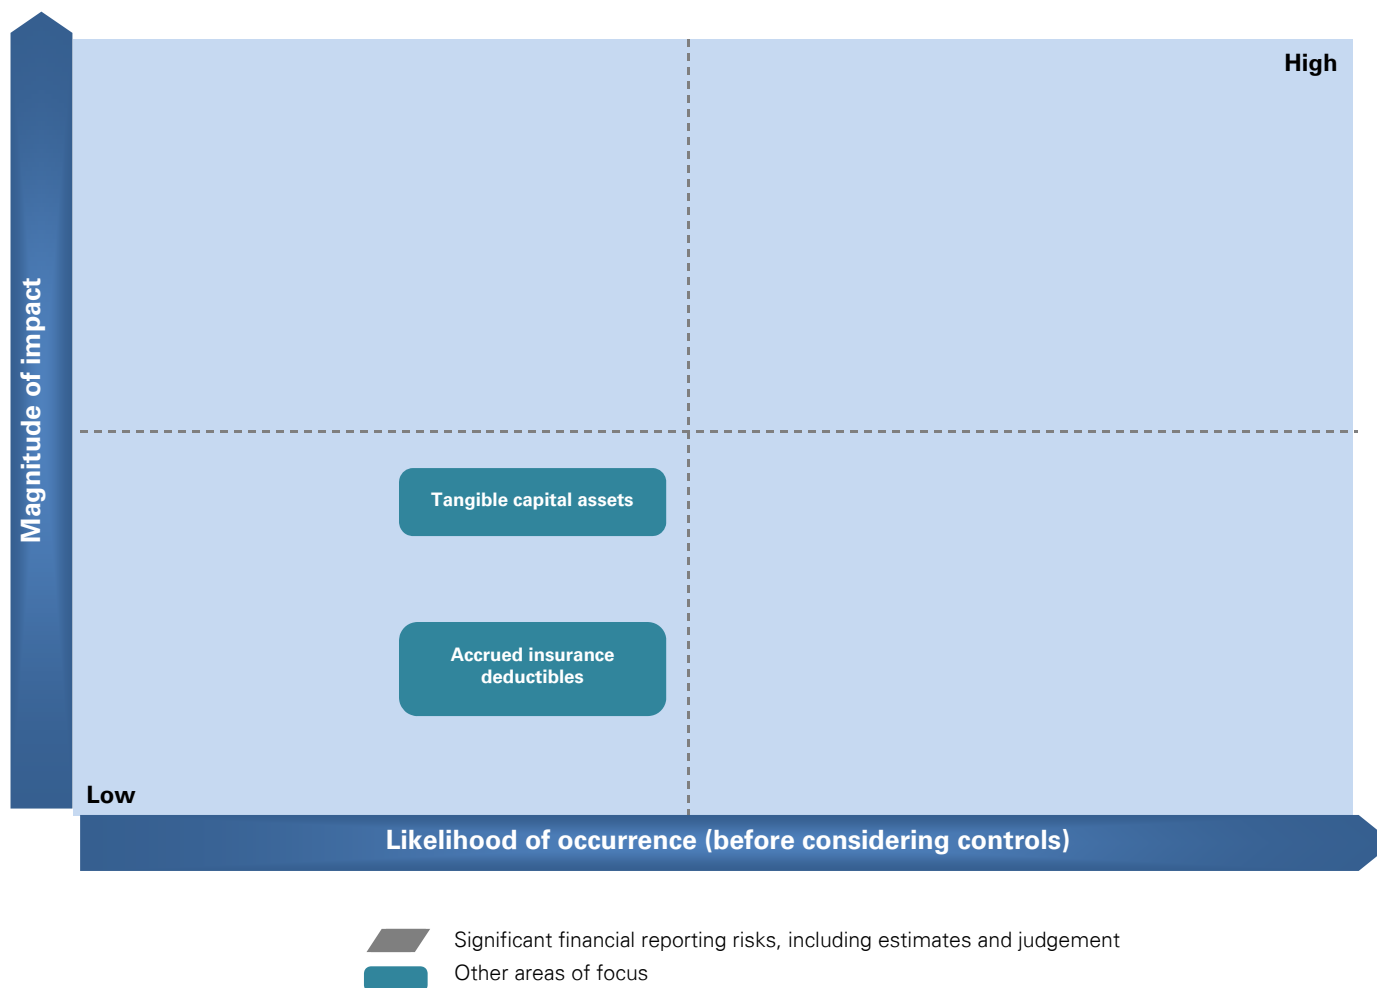 High
Magnitude of impact
Tangible capital assets
Accrued insurance
deductibles
Low
Likelihood of occurrence (before considering controls)
Significant financial reporting risks, including estimates and judgement
Other areas of focus